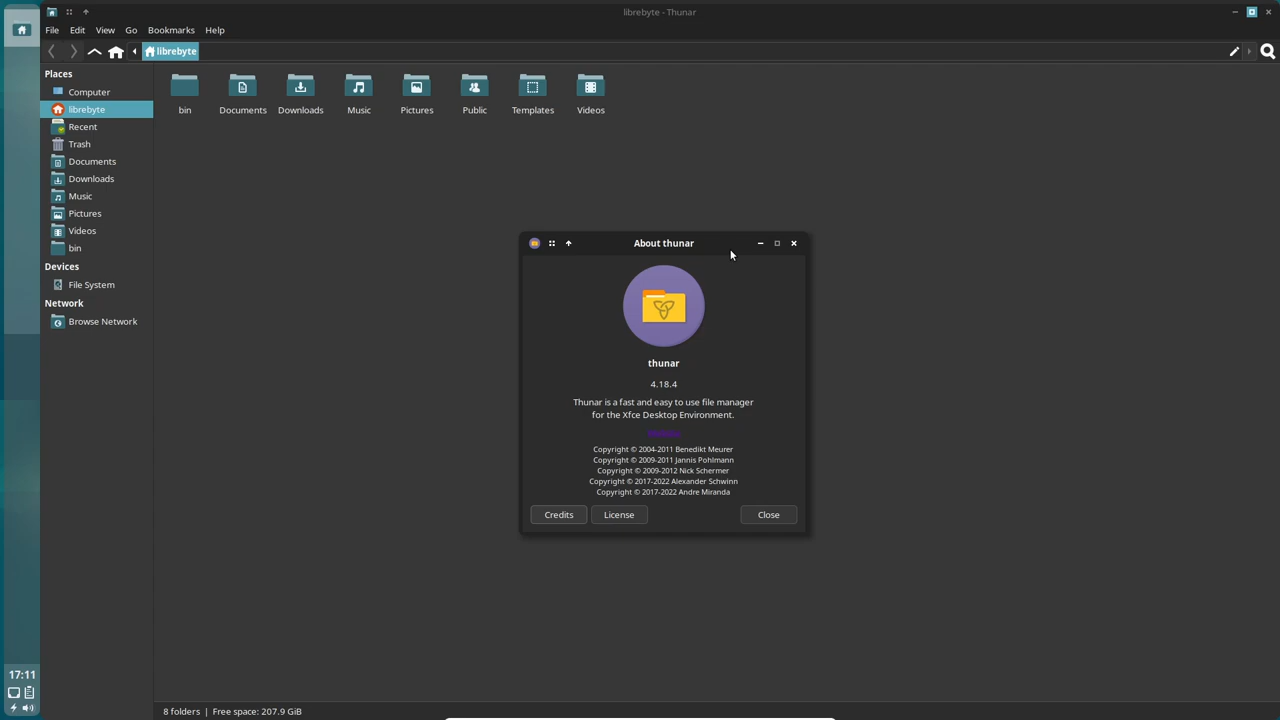 librebyte - Thunar
File Edit View Go Bookmarks Help
librebyte
Places
Computer
librebyte
Recent
Trash
Documents
Downloads
Music
Pictures
Videos
bin
Devices
File System
Network
Browse Network
bin Documents Downloads Music Pictures Public Templates Videos
About thunar
thunar
4.18.4
Thunar is a fast and easy to use file manager
for the Xfce Desktop Environment.
Copyright © 2004-2011 Benedikt Meurer
Copyright © 2009-2011 Jannis Pohlmann
Copyright © 2009-2012 Nick Schermer
Copyright © 2017-2022 Alexander Schwinn
Copyright © 2017-2022 Andre Miranda
Credits License Close
17:11
8 folders | Free space: 207.9 GiB